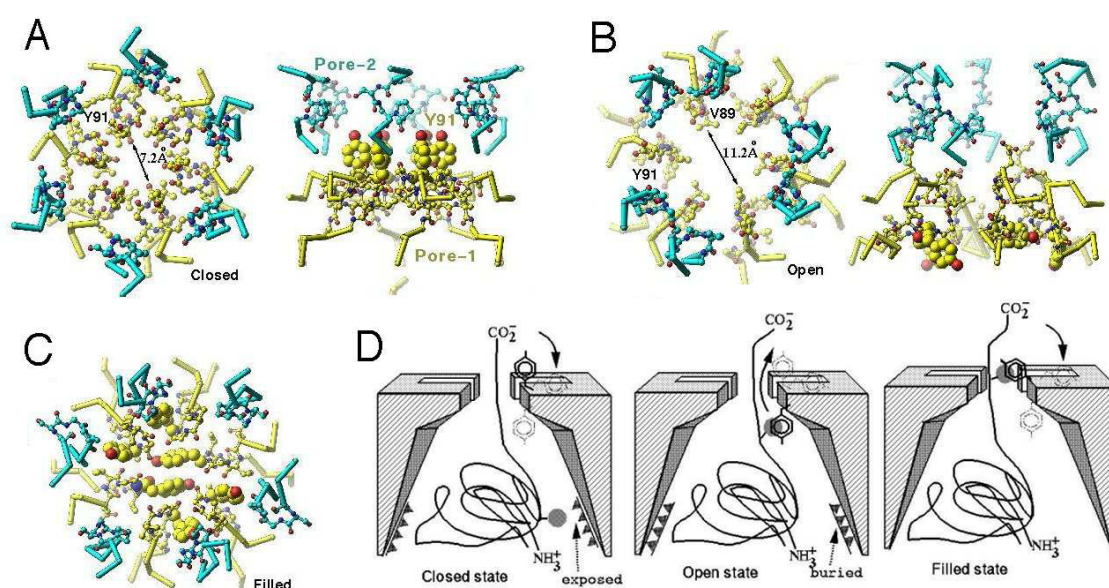 A
Y91
7.2Å
Closed
Pore-2
Y91
Pore-1
B
V89
11.2Å
Y91
Open
C
Filled
D
CO₂⁻
NH₃⁺
Closed state
exposed
CO₂⁻
NH₃⁺
Open state
buried
CO₂⁻
NH₃⁺
Filled state